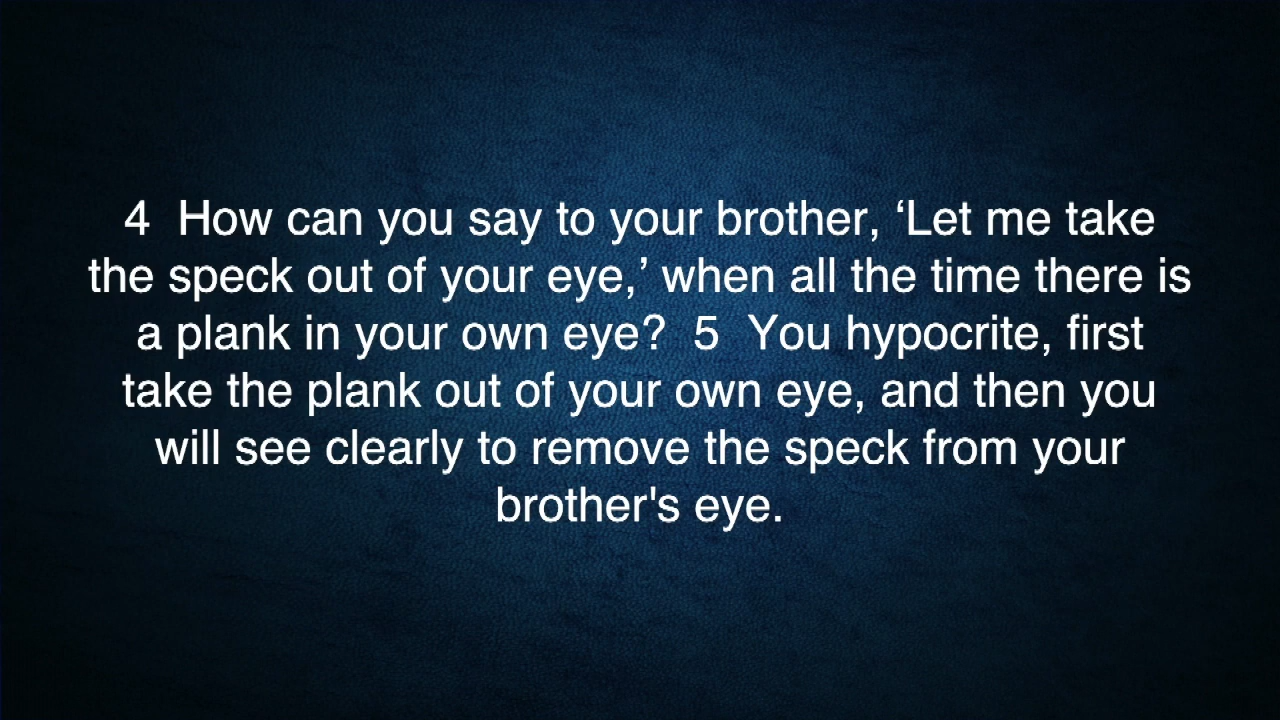 4  How can you say to your brother, ‘Let me take
the speck out of your eye,’ when all the time there is
a plank in your own eye?  5  You hypocrite, first
take the plank out of your own eye, and then you
will see clearly to remove the speck from your
brother's eye.